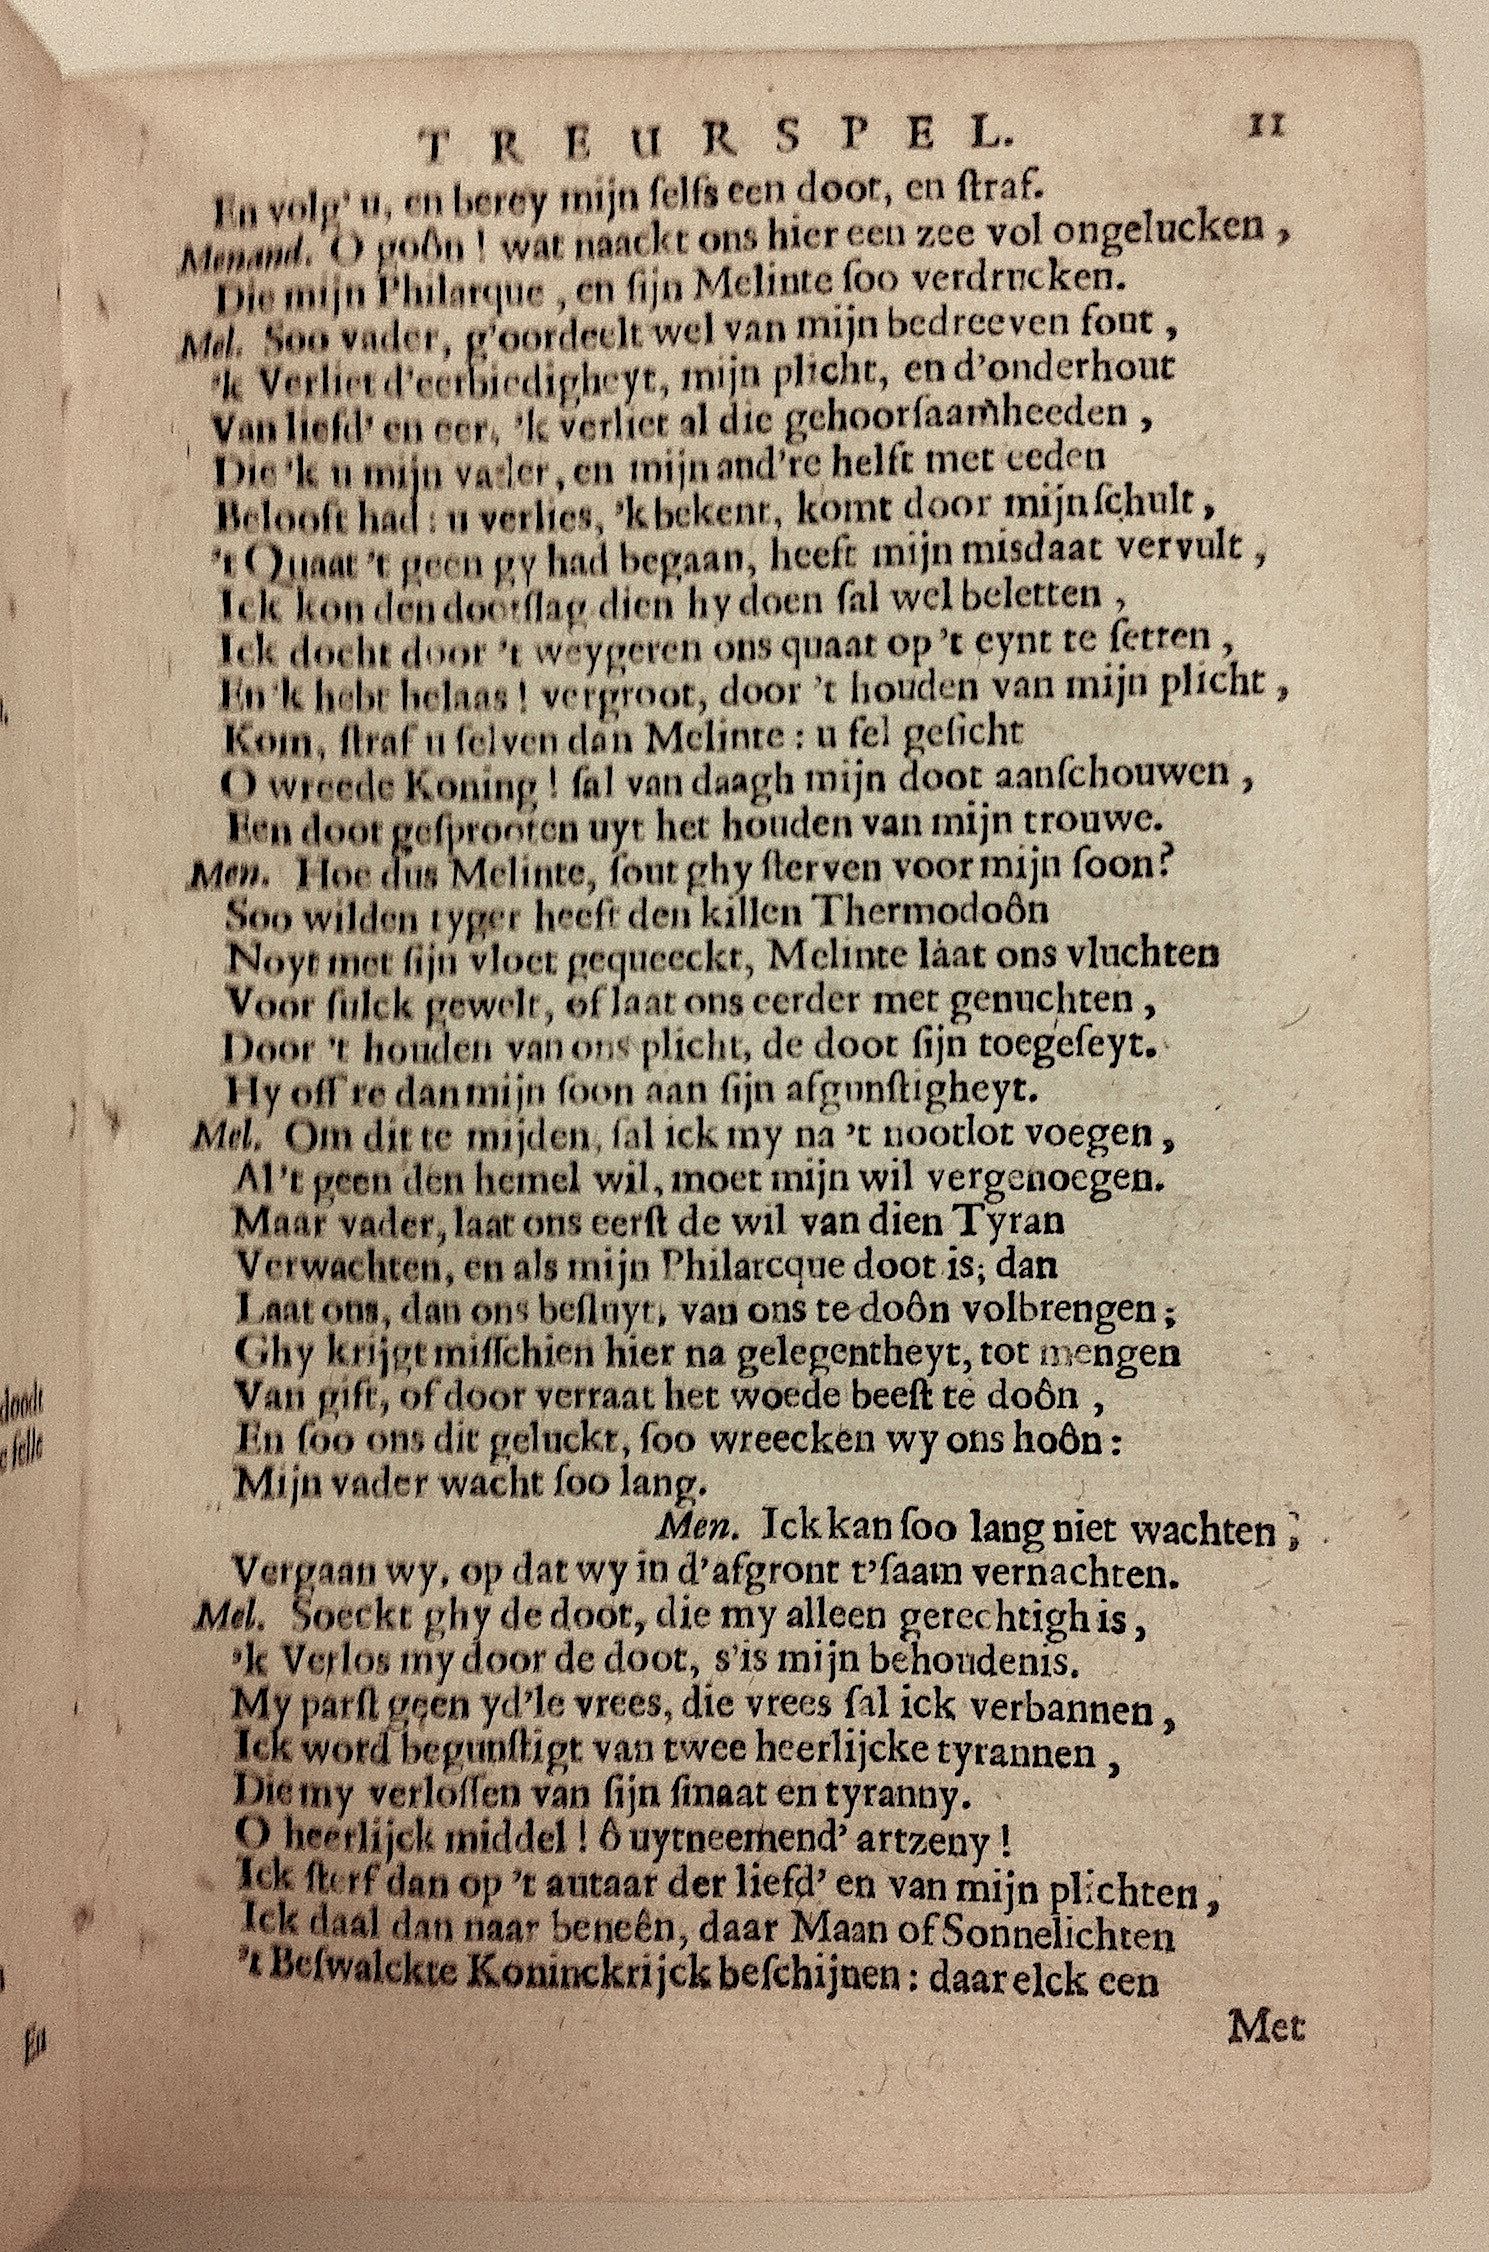 TREURSPEL. 11
En volg' u, en berey mijn ſelfs een doot, en ſtraf.
Menand. O goôn ! wat naackt ons hier een zee vol ongelucken ,
Die mijn Philarque , en ſijn Melinte ſoo verdrucken.
Mel. Soo vader, g'oordeelt wel van mijn bedreeven fout ,
'k Verliet d'eerbiedigheyt, mijn plicht, en d'onderhout
Van liefd' en eer, 'k verliet al die gehoorſaamheeden ,
Die 'k u mijn vader, en mijn and're helft met eeden
Belooft had : u verlies, 'k bekent, komt door mijn ſchult ,
't Quaat 't geen gy had begaan, heeft mijn misdaat vervult ,
Ick kon den dootſlag dien hy doen ſal wel beletten ,
Ick docht door 't weygeren ons quaat op 't eynt te ſetten ,
En 'k hebt helaas ! vergroot, door 't houden van mijn plicht ,
Kom, ſtraf u ſelven dan Melinte : u fel geſicht
O wreede Koning ! ſal van daagh mijn doot aanſchouwen ,
Een doot geſprooten uyt het houden van mijn trouwe.
Men. Hoe dus Melinte, ſout ghy ſterven voor mijn ſoon?
Soo wilden tyger heeft den killen Thermodoôn
Noyt met ſijn vloet gequeeckt, Melinte laat ons vluchten
Voor ſulck gewelt, of laat ons eerder met genuchten ,
Door 't houden van ons plicht, de doot ſijn toegeſeyt.
Hy off're dan mijn ſoon aan ſijn afgunſtigheyt.
Mel. Om dit te mijden, ſal ick my na 't nootlot voegen ,
Al 't geen den hemel wil, moet mijn wil vergenoegen.
Maar vader, laat ons eerſt de wil van dien Tyran
Verwachten, en als mijn Philarcque doot is; dan
Laat ons, dan ons beſluyt, van ons te doôn volbrengen ;
Ghy krijgt miſſchien hier na gelegentheyt, tot mengen
Van gift, of door verraat het woede beeſt te doôn ,
En ſoo ons dit geluckt, ſoo wreecken wy ons hoôn :
Mijn vader wacht ſoo lang.
Men. Ick kan ſoo lang niet wachten ;
Vergaan wy, op dat wy in d'afgront t'ſaam vernachten.
Mel. Soeckt ghy de doot, die my alleen gerechtigh is ,
'k Verlos my door de doot, s'is mijn behoudenis.
My parſt geen yd'le vrees, die vrees ſal ick verbannen ,
Ick word begunſtigt van twee heerlijcke tyrannen ,
Die my verloſſen van ſijn ſmaat en tyranny.
O heerlijck middel ! ô uytneemend' artzeny !
Ick ſterf dan op 't autaar der liefd' en van mijn plichten ,
Ick daal dan naar beneên, daar Maan of Sonnelichten
't Beſwalckte Koninckrijck beſchijnen : daar elck een
Met
doodt
ſelle
En